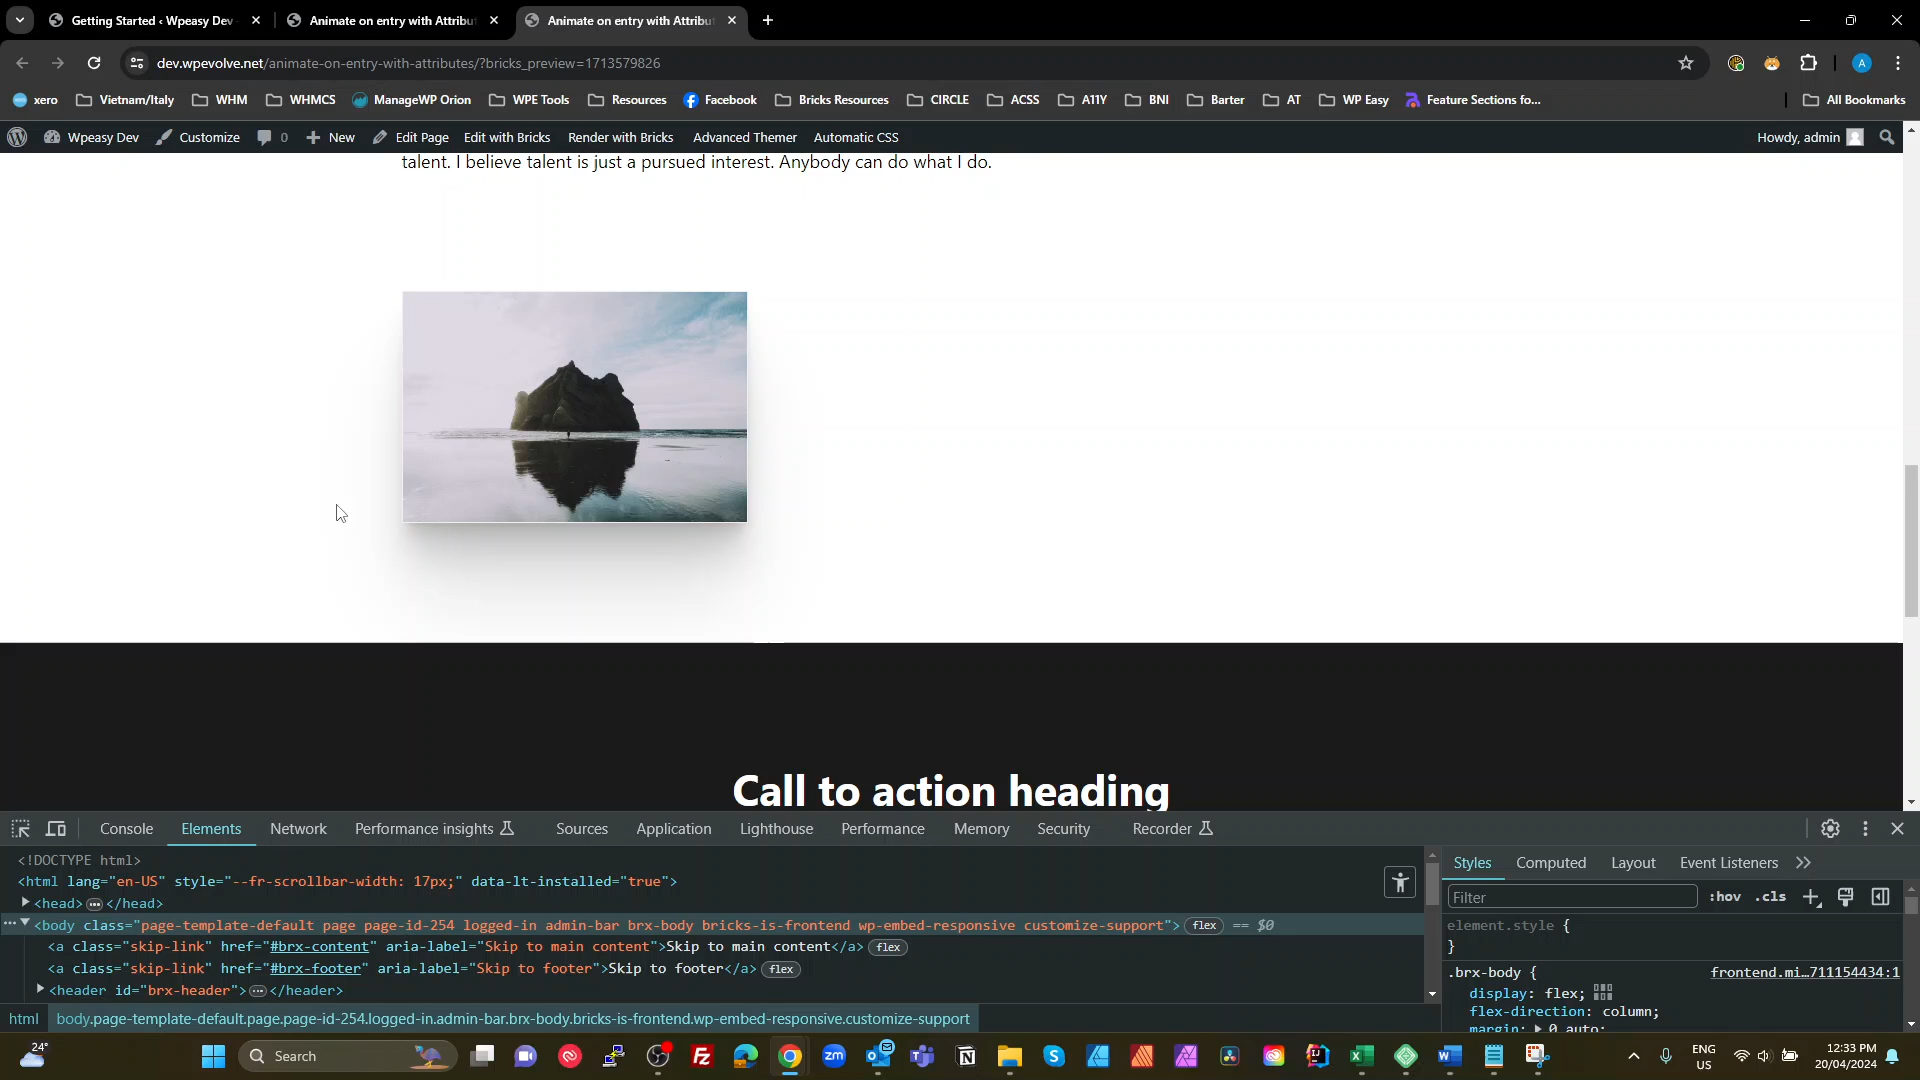 Getting Started ‹ Wpeasy Dev
Animate on entry with Attribut
Animate on entry with Attribut
dev.wpevolve.net/animate-on-entry-with-attributes/?bricks_preview=1713579826
xero Vietnam/Italy WHM WHMCS ManageWP Orion WPE Tools Resources Facebook Bricks Resources CIRCLE ACSS A11Y BNI Barter AT WP Easy Feature Sections fo... All Bookmarks
Wpeasy Dev Customize 0 New Edit Page Edit with Bricks Render with Bricks Advanced Themer Automatic CSS Howdy, admin
talent. I believe talent is just a pursued interest. Anybody can do what I do.
Call to action heading
Console Elements Network Performance insights Sources Application Lighthouse Performance Memory Security Recorder
<!DOCTYPE html>
<html lang="en-US" style="--fr-scrollbar-width: 17px;" data-lt-installed="true">
<head> </head>
<body class="page-template-default page page-id-254 logged-in admin-bar brx-body bricks-is-frontend wp-embed-responsive customize-support"> flex == $0
<a class="skip-link" href="#brx-content" aria-label="Skip to main content">Skip to main content</a> flex
<a class="skip-link" href="#brx-footer" aria-label="Skip to footer">Skip to footer</a> flex
<header id="brx-header"> </header>
html body.page-template-default.page.page-id-254.logged-in.admin-bar.brx-body.bricks-is-frontend.wp-embed-responsive.customize-support
Styles Computed Layout Event Listeners
Filter :hov .cls
element.style {
}
.brx-body { frontend.mi…711154434:1
display: flex;
flex-direction: column;
margin: 0 auto;
24°
Search
ENG
US
12:33 PM
20/04/2024